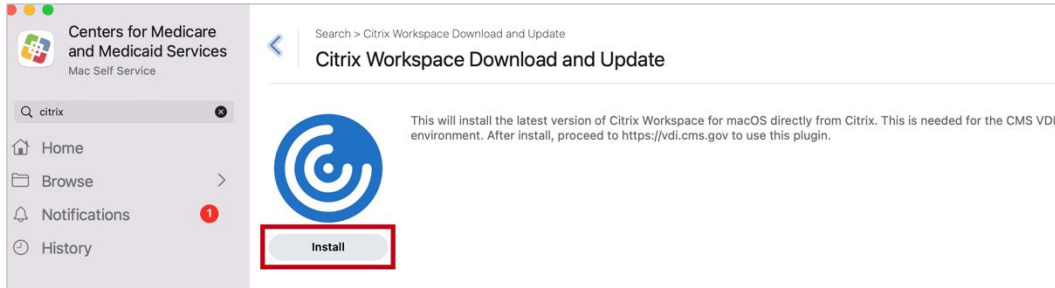 Centers for Medicare
and Medicaid Services
Mac Self Service
citrix
Home
Browse
Notifications
1
History
Search > Citrix Workspace Download and Update
Citrix Workspace Download and Update
This will install the latest version of Citrix Workspace for macOS directly from Citrix. This is needed for the CMS VDI
environment. After install, proceed to https://vdi.cms.gov to use this plugin.
Install